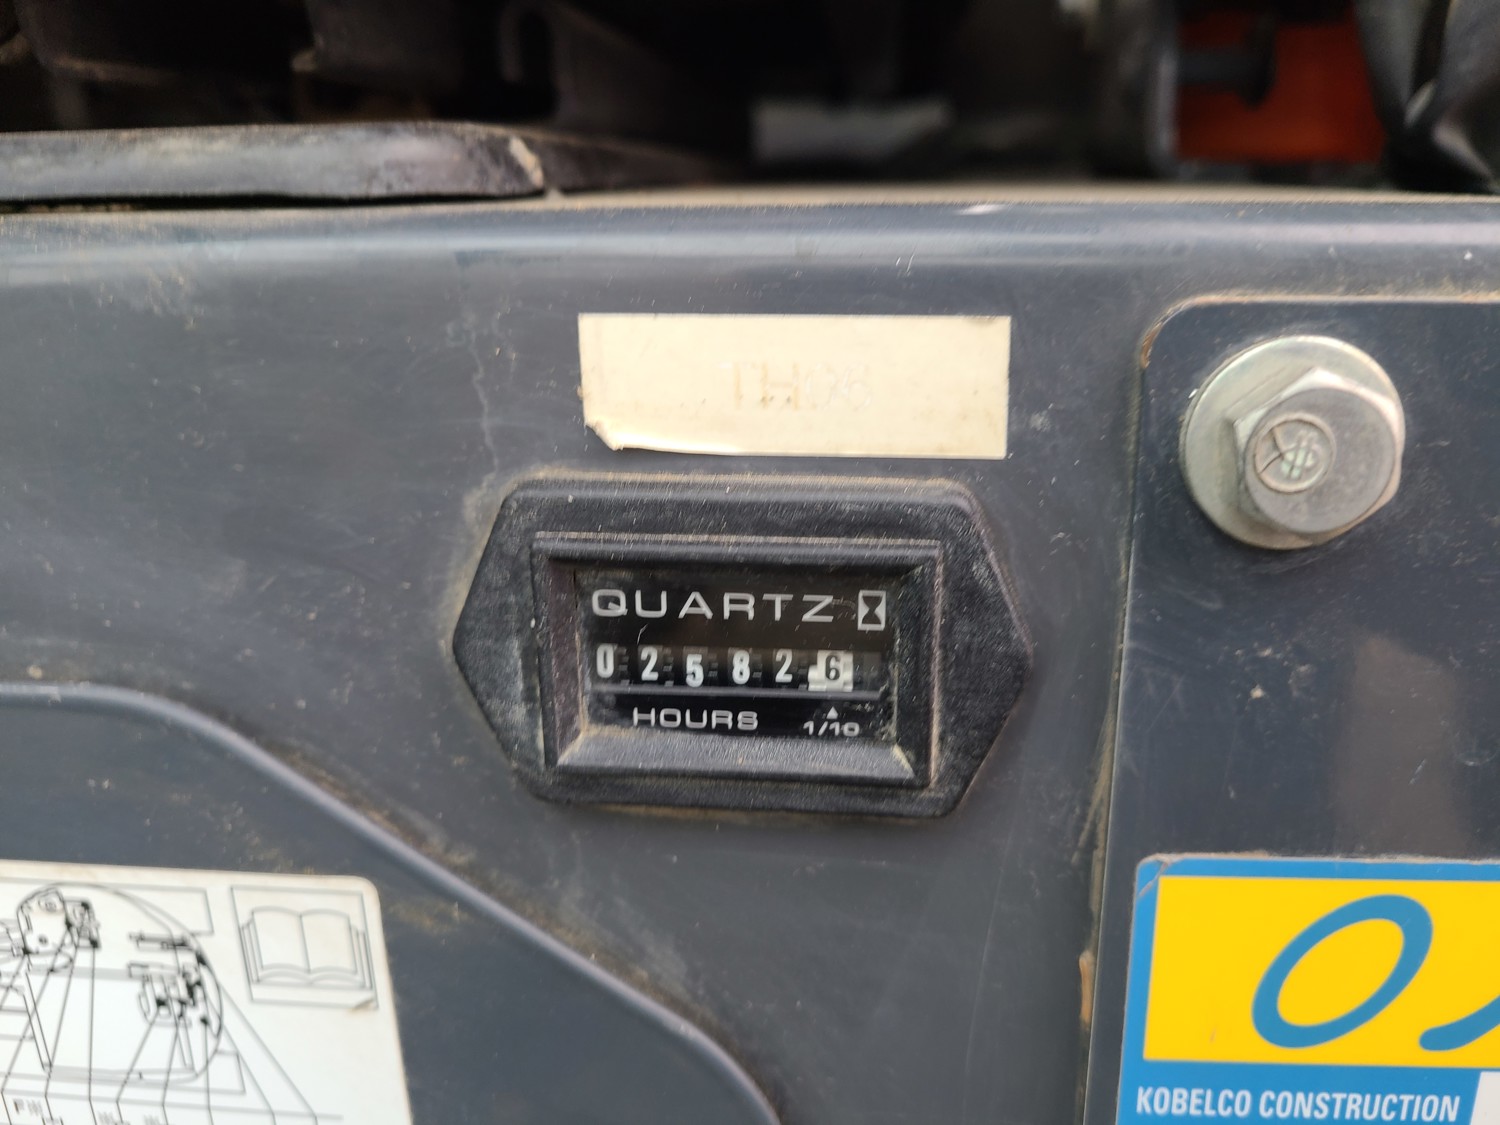 QUARTZ
025826
HOURS 1/10
KOBELCO CONSTRUCTION